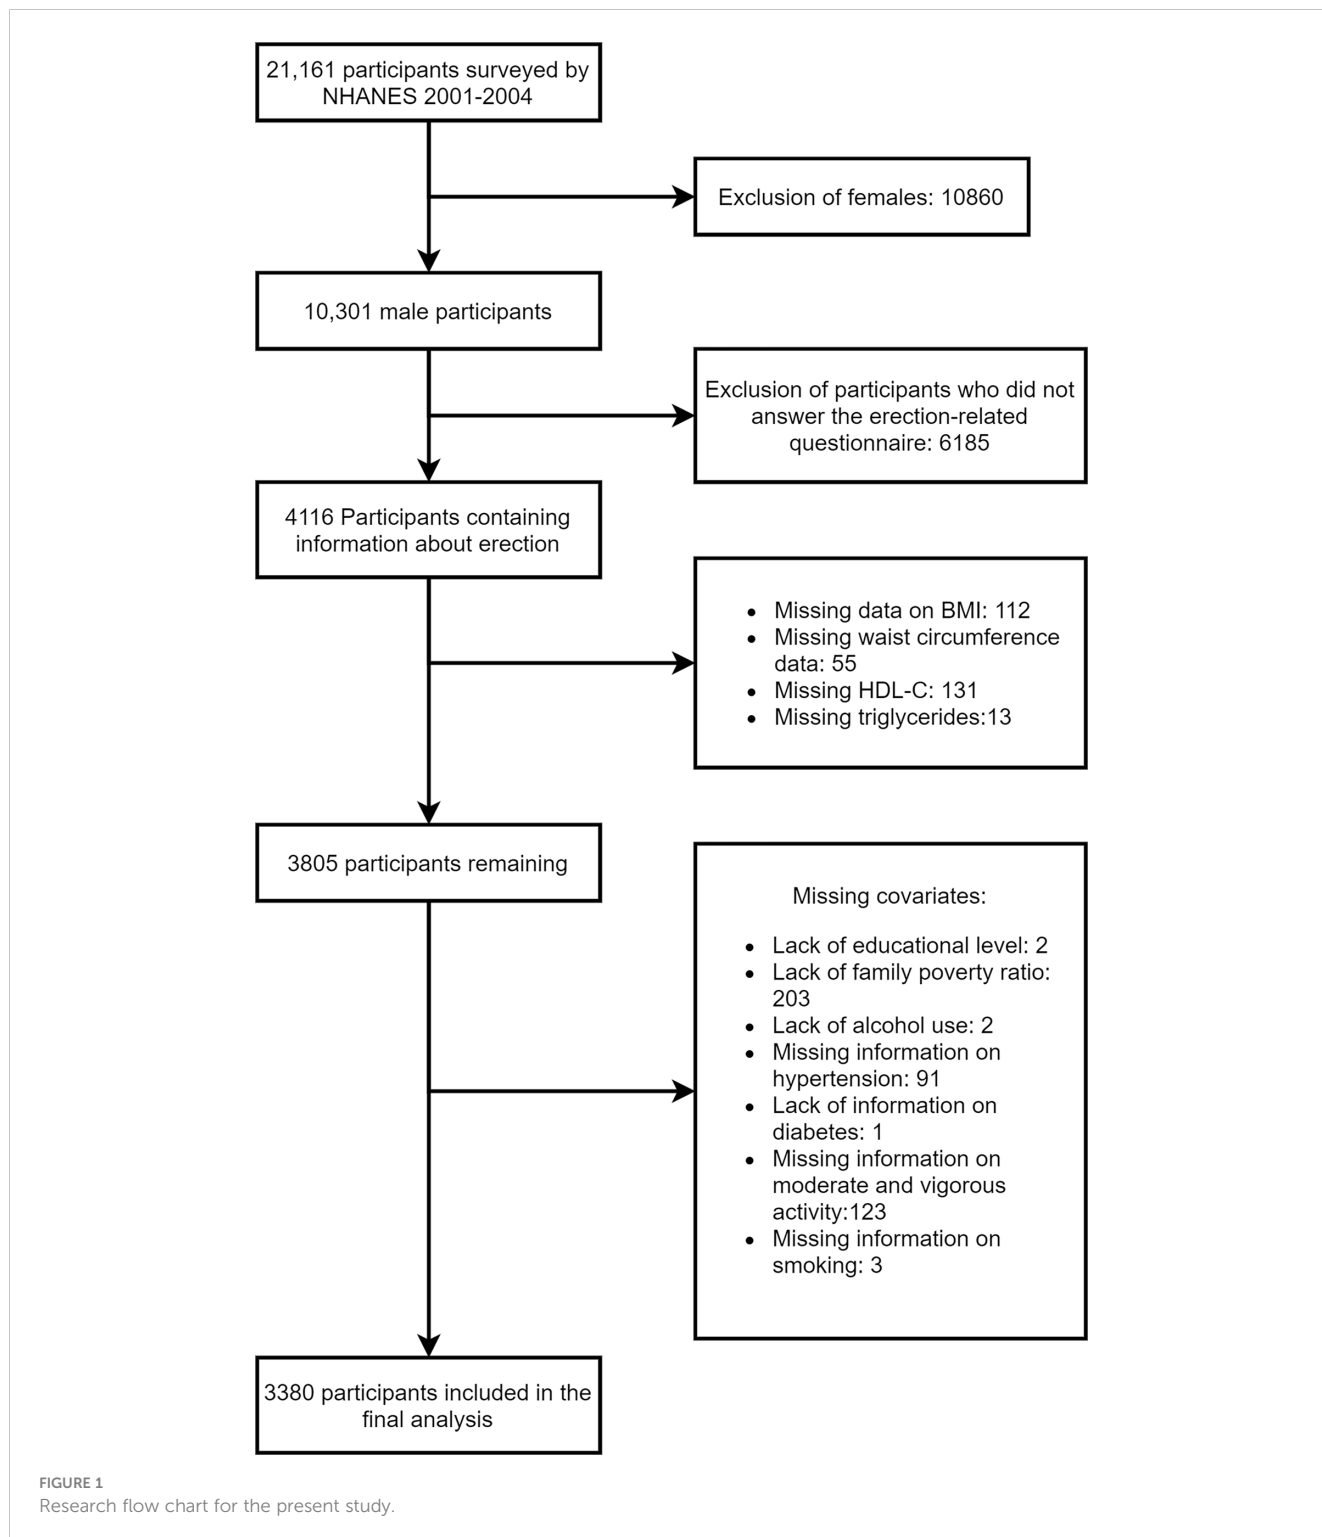 21,161 participants surveyed by
NHANES 2001-2004
Exclusion of females: 10860
10,301 male participants
Exclusion of participants who did not
answer the erection-related
questionnaire: 6185
4116 Participants containing
information about erection
• Missing data on BMI: 112
• Missing waist circumference
data: 55
• Missing HDL-C: 131
• Missing triglycerides:13
3805 participants remaining
Missing covariates:
• Lack of educational level: 2
• Lack of family poverty ratio:
203
• Lack of alcohol use: 2
• Missing information on
hypertension: 91
• Lack of information on
diabetes: 1
• Missing information on
moderate and vigorous
activity:123
• Missing information on
smoking: 3
3380 participants included in the
final analysis
FIGURE 1
Research flow chart for the present study.